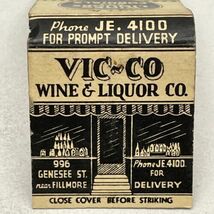 Phone JE. 4100
FOR PROMPT DELIVERY
VIC-CO
WINE & LIQUOR CO.
996
GENESEE ST.
near FILLMORE
Phone JE.4100.
FOR
DELIVERY
CLOSE COVER BEFORE STRIKING